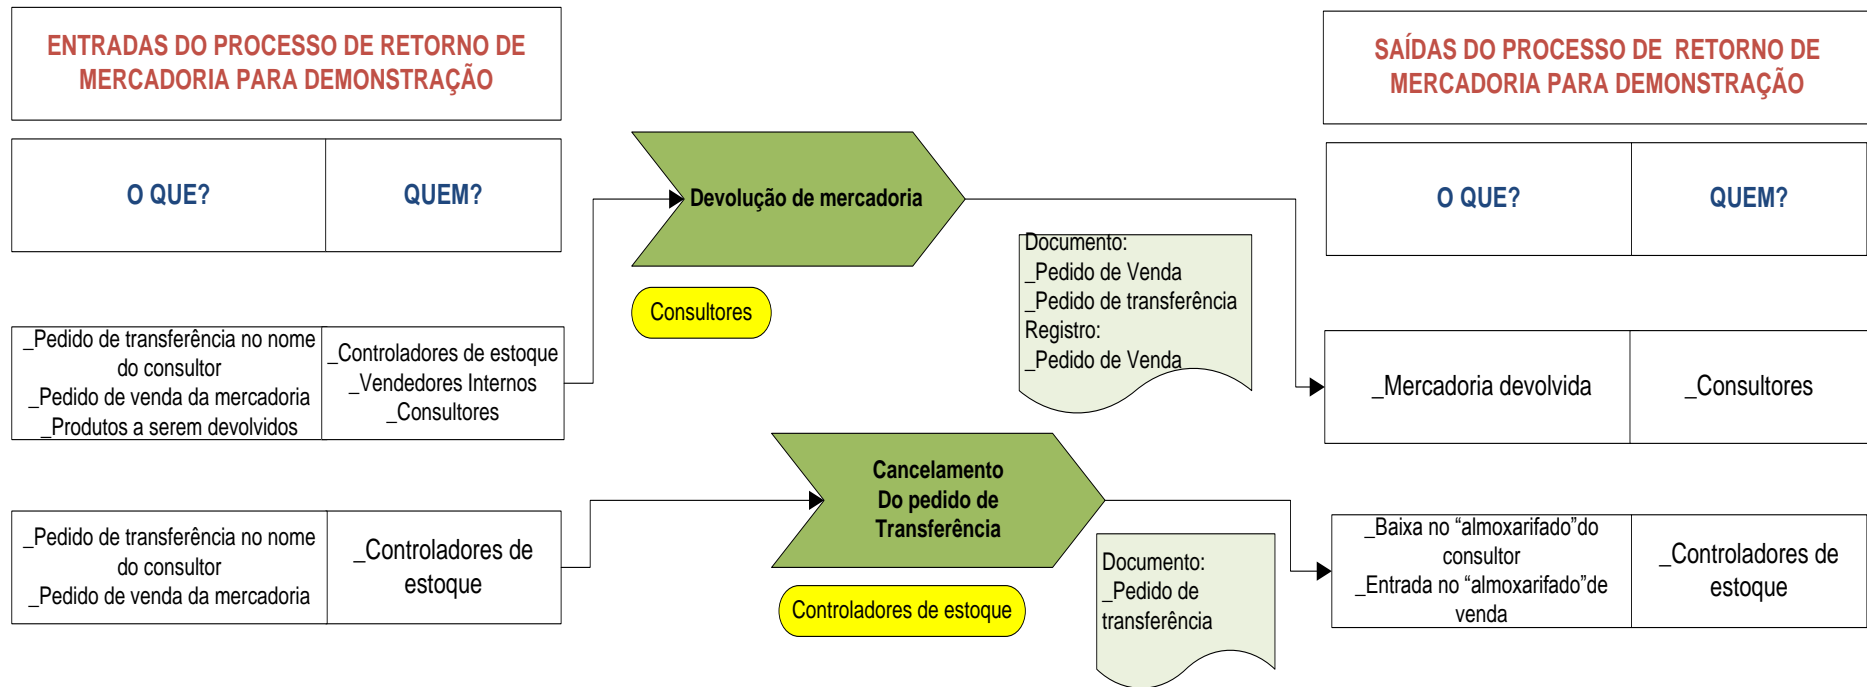 ENTRADAS DO PROCESSO DE RETORNO DE
MERCADORIA PARA DEMONSTRAÇÃO
O QUE?
QUEM?
_Pedido de transferência no nome
do consultor
_Pedido de venda da mercadoria
_Produtos a serem devolvidos
_Controladores de estoque
_Vendedores Internos
_Consultores
_Pedido de transferência no nome
do consultor
_Pedido de venda da mercadoria
_Controladores de
estoque
Devolução de mercadoria
Consultores
Documento:
_Pedido de Venda
_Pedido de transferência
Registro:
_Pedido de Venda
Cancelamento
Do pedido de
Transferência
Controladores de estoque
Documento:
_Pedido de
transferência
SAÍDAS DO PROCESSO DE RETORNO DE
MERCADORIA PARA DEMONSTRAÇÃO
O QUE?
QUEM?
_Mercadoria devolvida
_Consultores
_Baixa no “almoxarifado”do
consultor
_Entrada no “almoxarifado”de
venda
_Controladores de
estoque